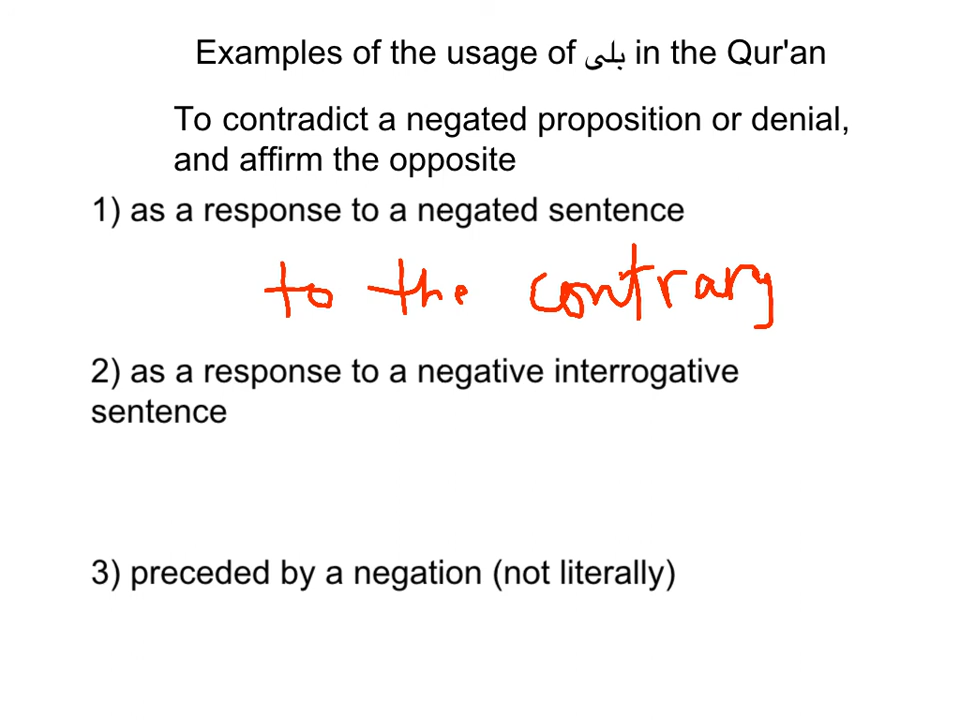 Examples of the usage of بلى in the Qur'an
To contradict a negated proposition or denial,
and affirm the opposite
1) as a response to a negated sentence
to the contrary
2) as a response to a negative interrogative
sentence
3) preceded by a negation (not literally)